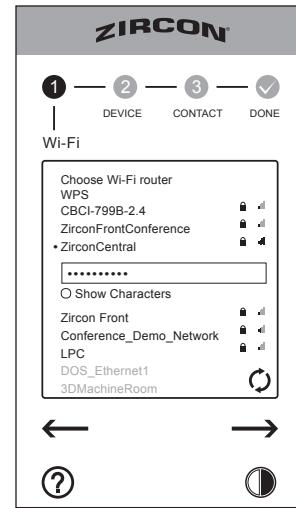 ZIRCON
1 2 3
DEVICE CONTACT DONE
Wi-Fi
Choose Wi-Fi router
WPS
CBCI-799B-2.4
ZirconFrontConference
• ZirconCentral
••••••••••
Show Characters
Zircon Front
Conference_Demo_Network
LPC
DOS_Ethernet1
3DMachineRoom
?